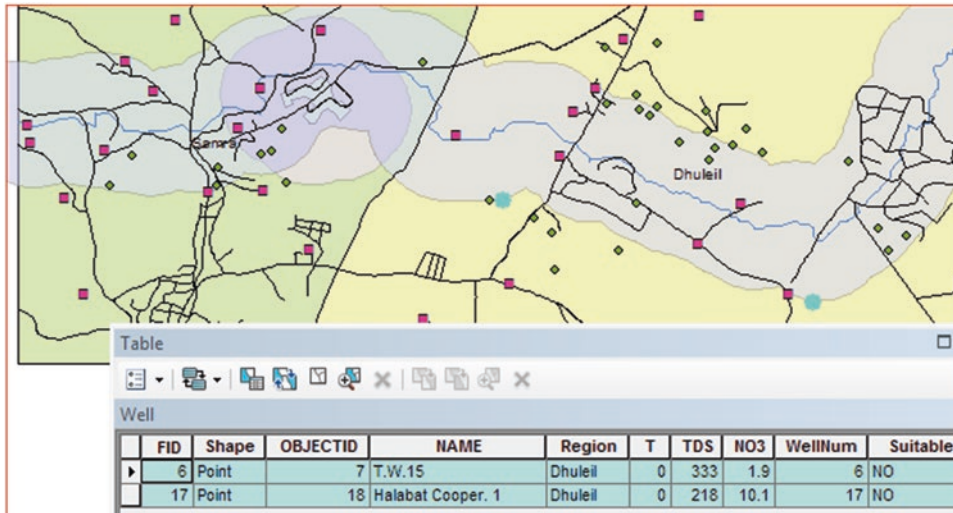 Samra
Dhuleil
Table
Well
FID Shape OBJECTID NAME Region T TDS NO3 WellNum Suitable
6 Point 7 T.W.15 Dhuleil 0 333 1.9 6 NO
17 Point 18 Halabat Cooper. 1 Dhuleil 0 218 10.1 17 NO